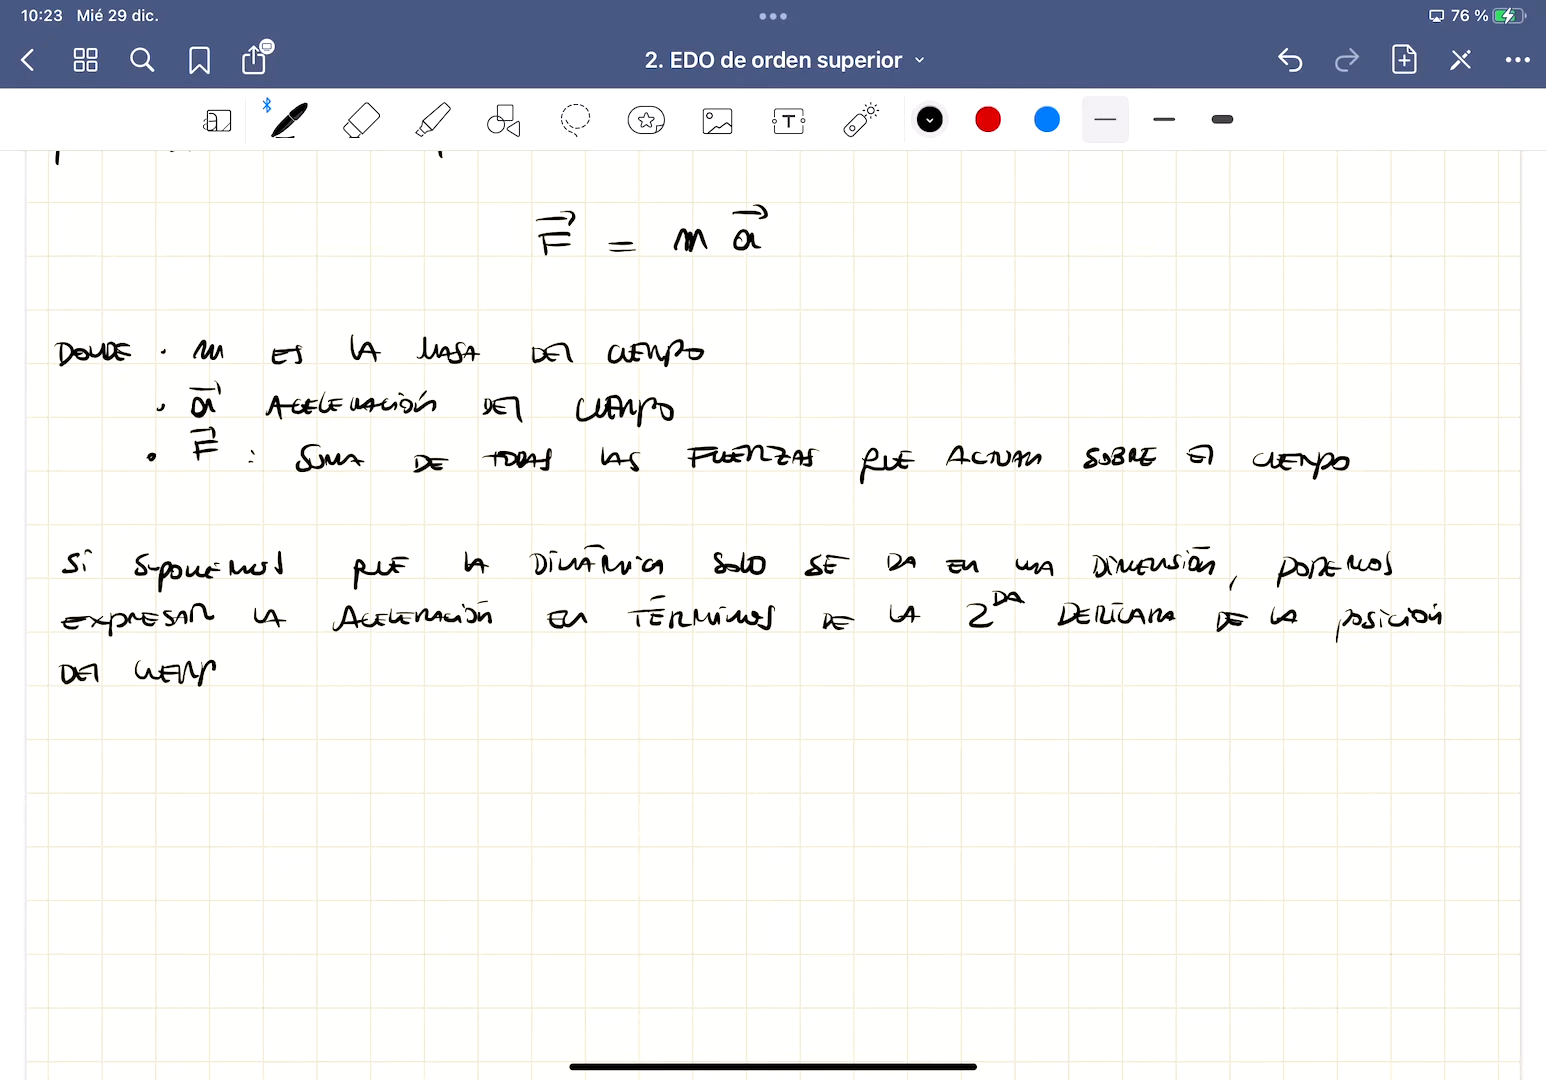 10:23 Mié 29 dic.
76 %
2. EDO de orden superior
T
F⃗ = m a⃗
DONDE · m ES LA MASA DEL CUERPO
· a⃗ ACELERACIÓN DEL CUERPO
· F⃗ : SUMA DE TODAS LAS FUERZAS QUE ACTUAN SOBRE EL CUERPO
SI SUPONEMOS QUE LA DINÁMICA SOLO SE DA EN UNA DIMENSIÓN, PODEMOS
EXPRESAR LA ACELERACIÓN EN TÉRMINOS DE LA 2DA DERIVADA DE LA POSICIÓN
DEL CUERP